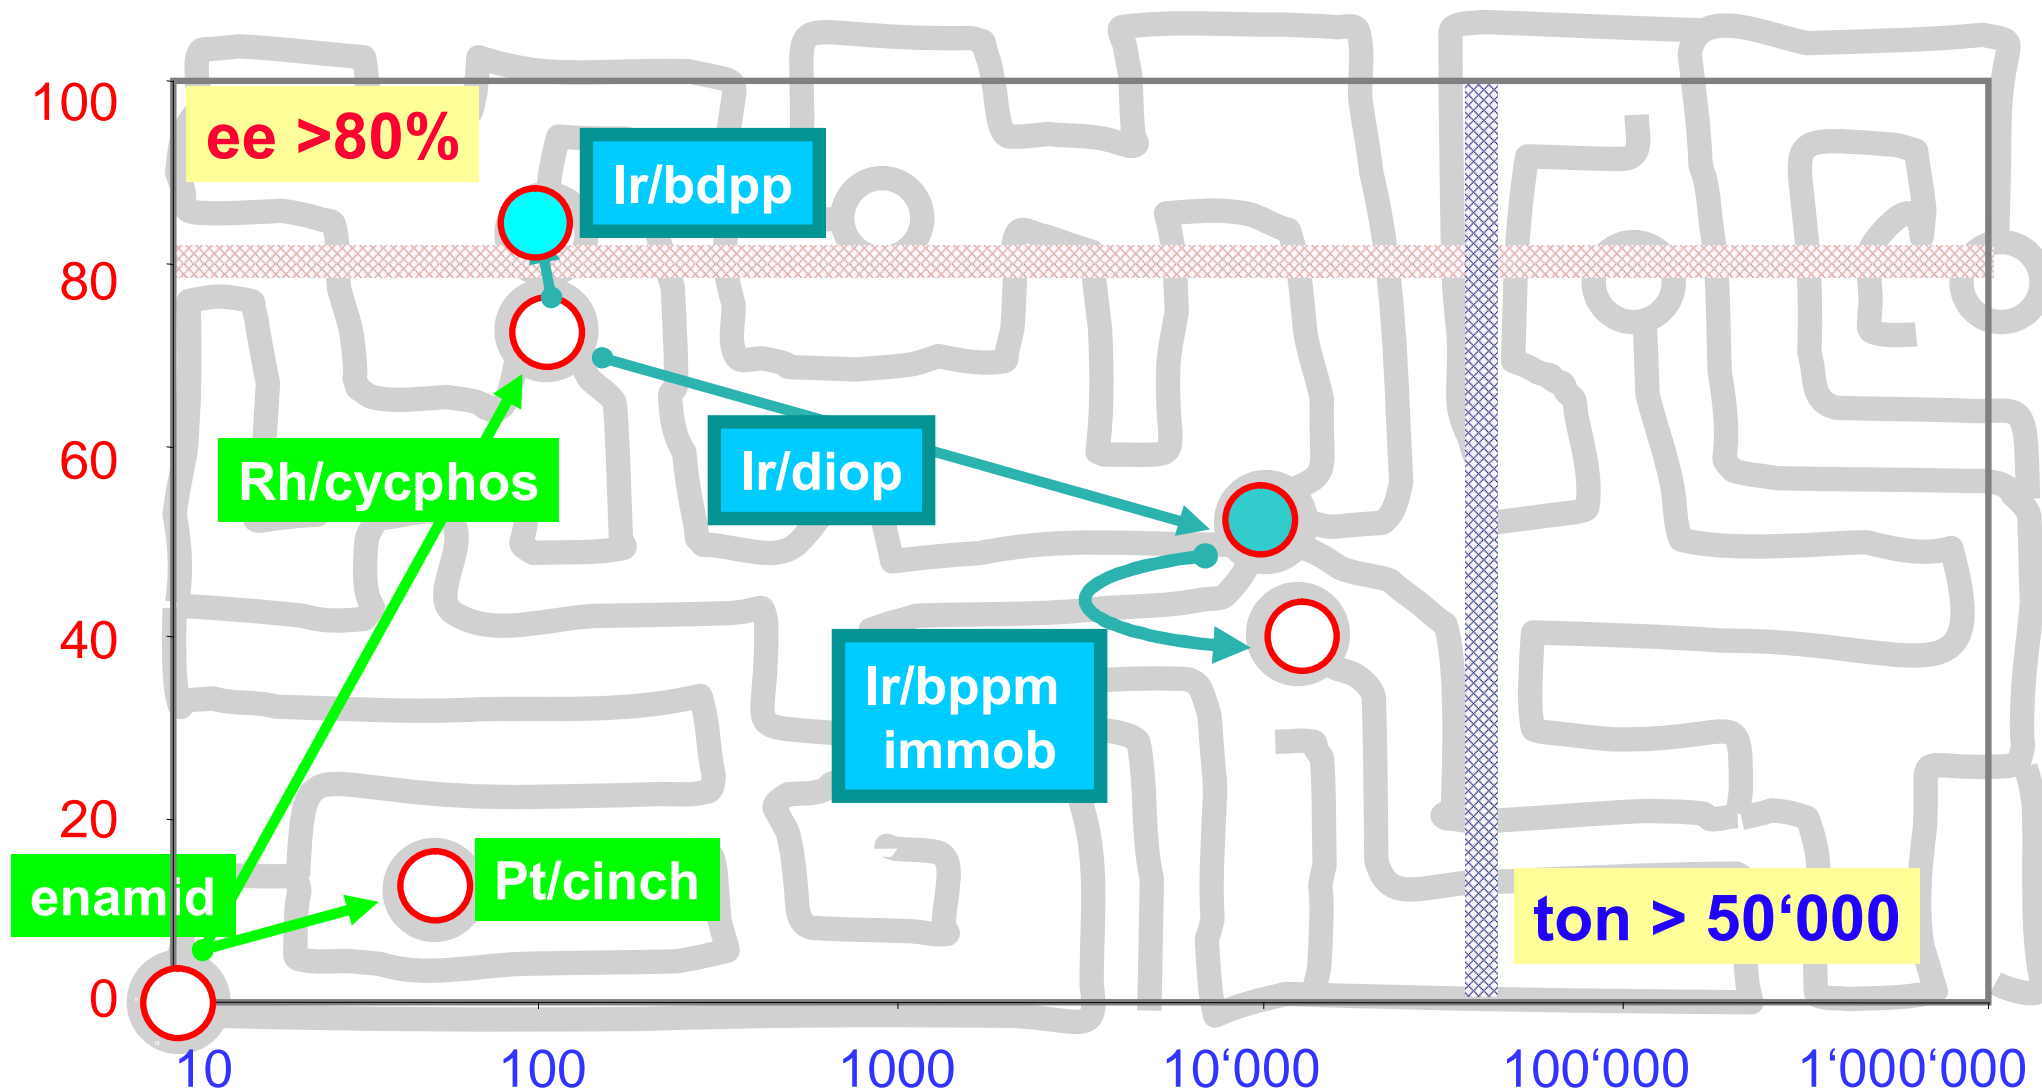 100
ee >80%
Ir/bdpp
80
60
Rh/cycphos
Ir/diop
40
Ir/bppm
immob
20
Pt/cinch
enamid
ton > 50‘000
0
10
100
1000
10‘000
100‘000
1‘000‘000